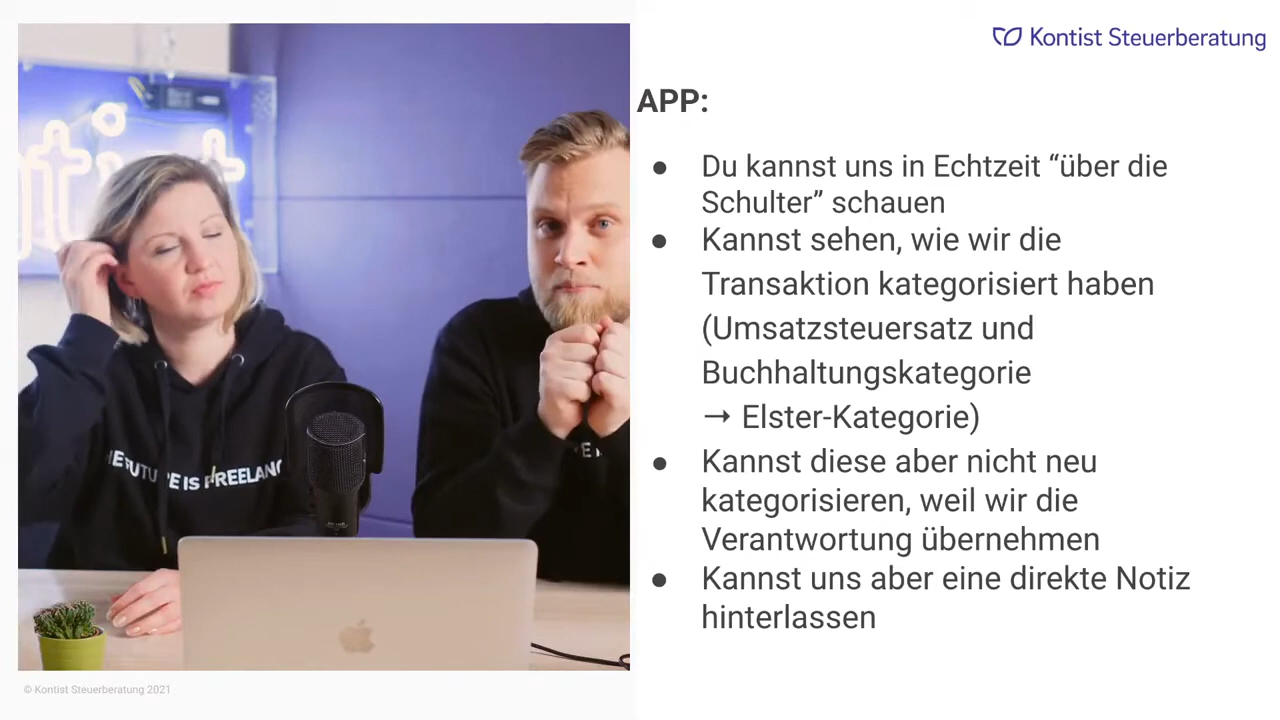 Kontist Steuerberatung
APP:
● Du kannst uns in Echtzeit “über die
Schulter” schauen
● Kannst sehen, wie wir die
Transaktion kategorisiert haben
(Umsatzsteuersatz und
Buchhaltungskategorie
→ Elster-Kategorie)
● Kannst diese aber nicht neu
kategorisieren, weil wir die
Verantwortung übernehmen
● Kannst uns aber eine direkte Notiz
hinterlassen
IS FREELANC
© Kontist Steuerberatung 2021